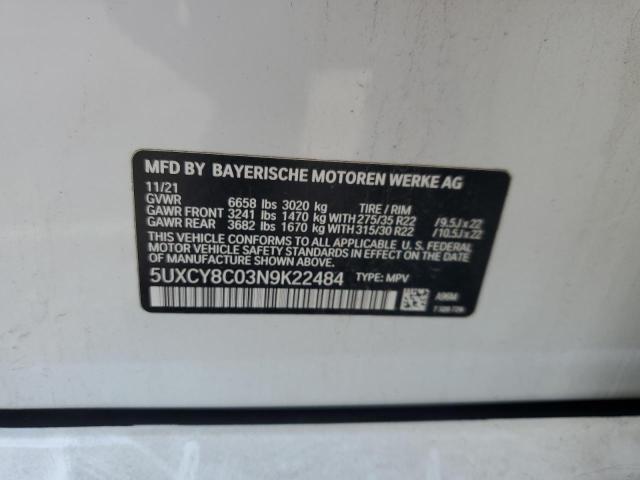 MFD BY BAYERISCHE MOTOREN WERKE AG
11/21
GVWR 6658 lbs 3020 kg TIRE / RIM
GAWR FRONT 3241 lbs 1470 kg WITH 275/35 R22 / 9.5J x 22
GAWR REAR 3682 lbs 1670 kg WITH 315/30 R22 / 10.5J x 22
THIS VEHICLE CONFORMS TO ALL APPLICABLE U. S. FEDERAL
MOTOR VEHICLE SAFETY STANDARDS IN EFFECT ON THE DATE OF
MANUFACTURE SHOWN ABOVE.
5UXCY8C03N9K22484 TYPE: MPV
A96M